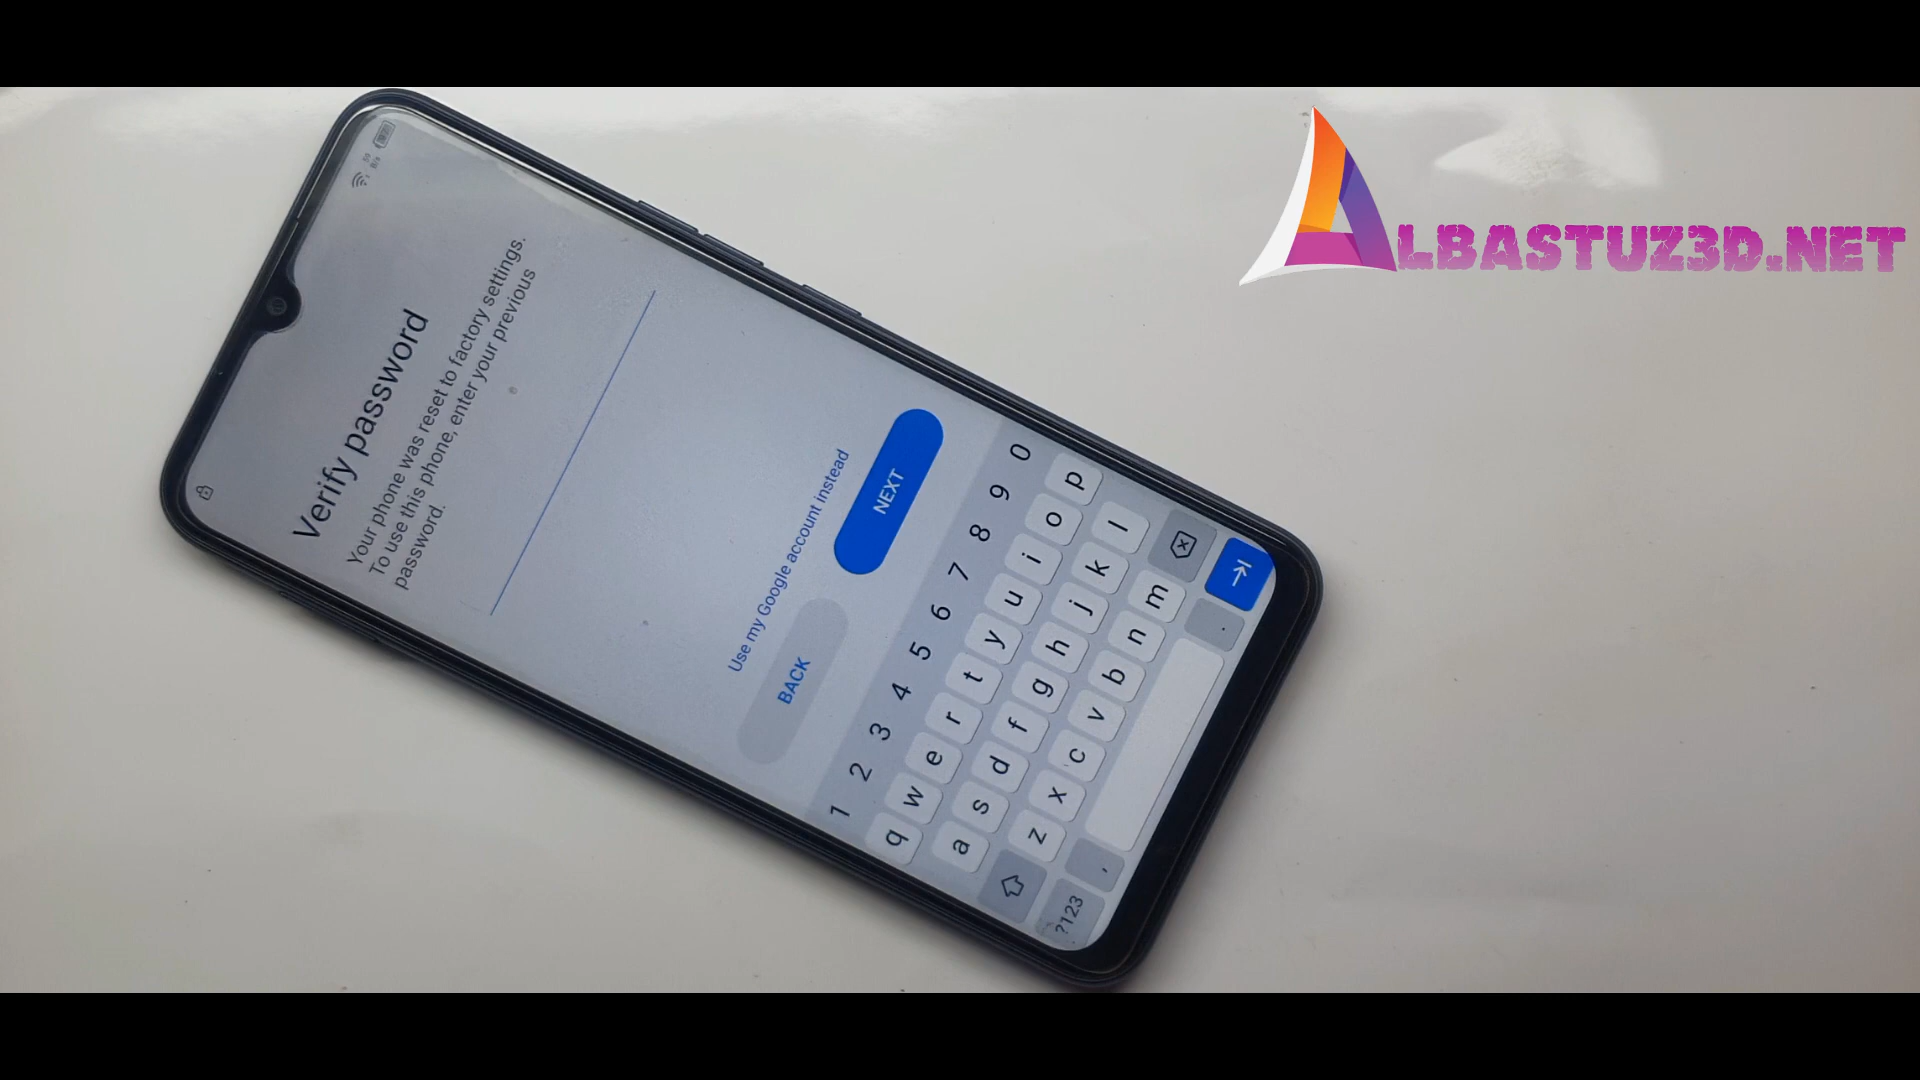 ALBASTUZ3D.NET
Verify password
Your phone was reset to factory settings.
To use this phone, enter your previous
password.
Use my Google account instead
BACK
NEXT
1 2 3 4 5 6 7 8 9 0
q w e r t y u i o p
a s d f g h j k l
z x c v b n m
?123 , .